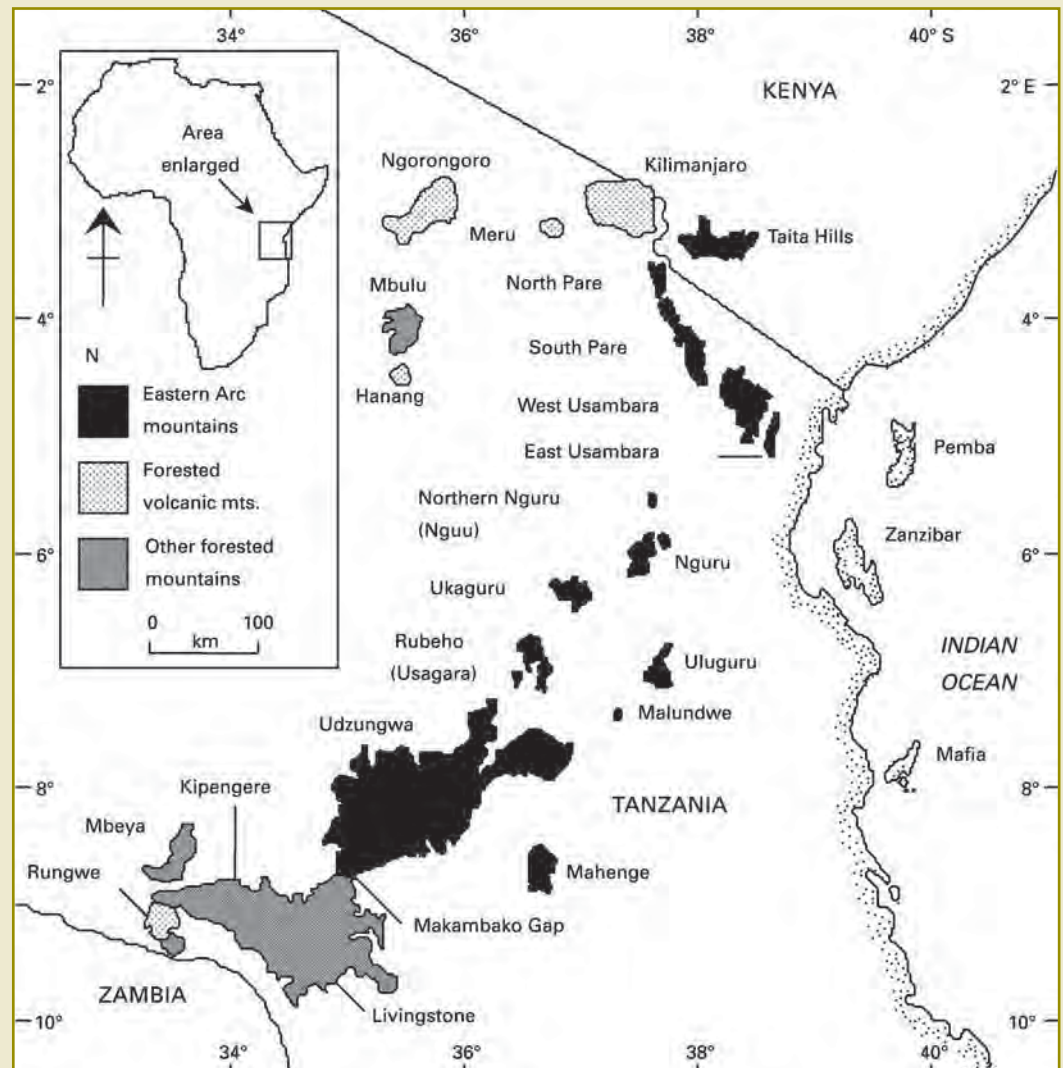 34°
36°
38°
40° S
2°
2° E
KENYA
Area
enlarged
Ngorongoro
Kilimanjaro
Meru
Taita Hills
Mbulu
North Pare
4°
4°
N
South Pare
Hanang
Eastern Arc
mountains
West Usambara
East Usambara
Pemba
Forested
volcanic mts.
Northern Nguru
(Nguu)
Zanzibar
Other forested
mountains
6°
6°
Nguru
Ukaguru
0 100
km
Rubeho
(Usagara)
Uluguru
INDIAN
OCEAN
Malundwe
Udzungwa
Mafia
8°
8°
Kipengere
TANZANIA
Mbeya
Rungwe
Mahenge
Makambako Gap
ZAMBIA
Livingstone
10°
10°
34°
36°
38°
40°